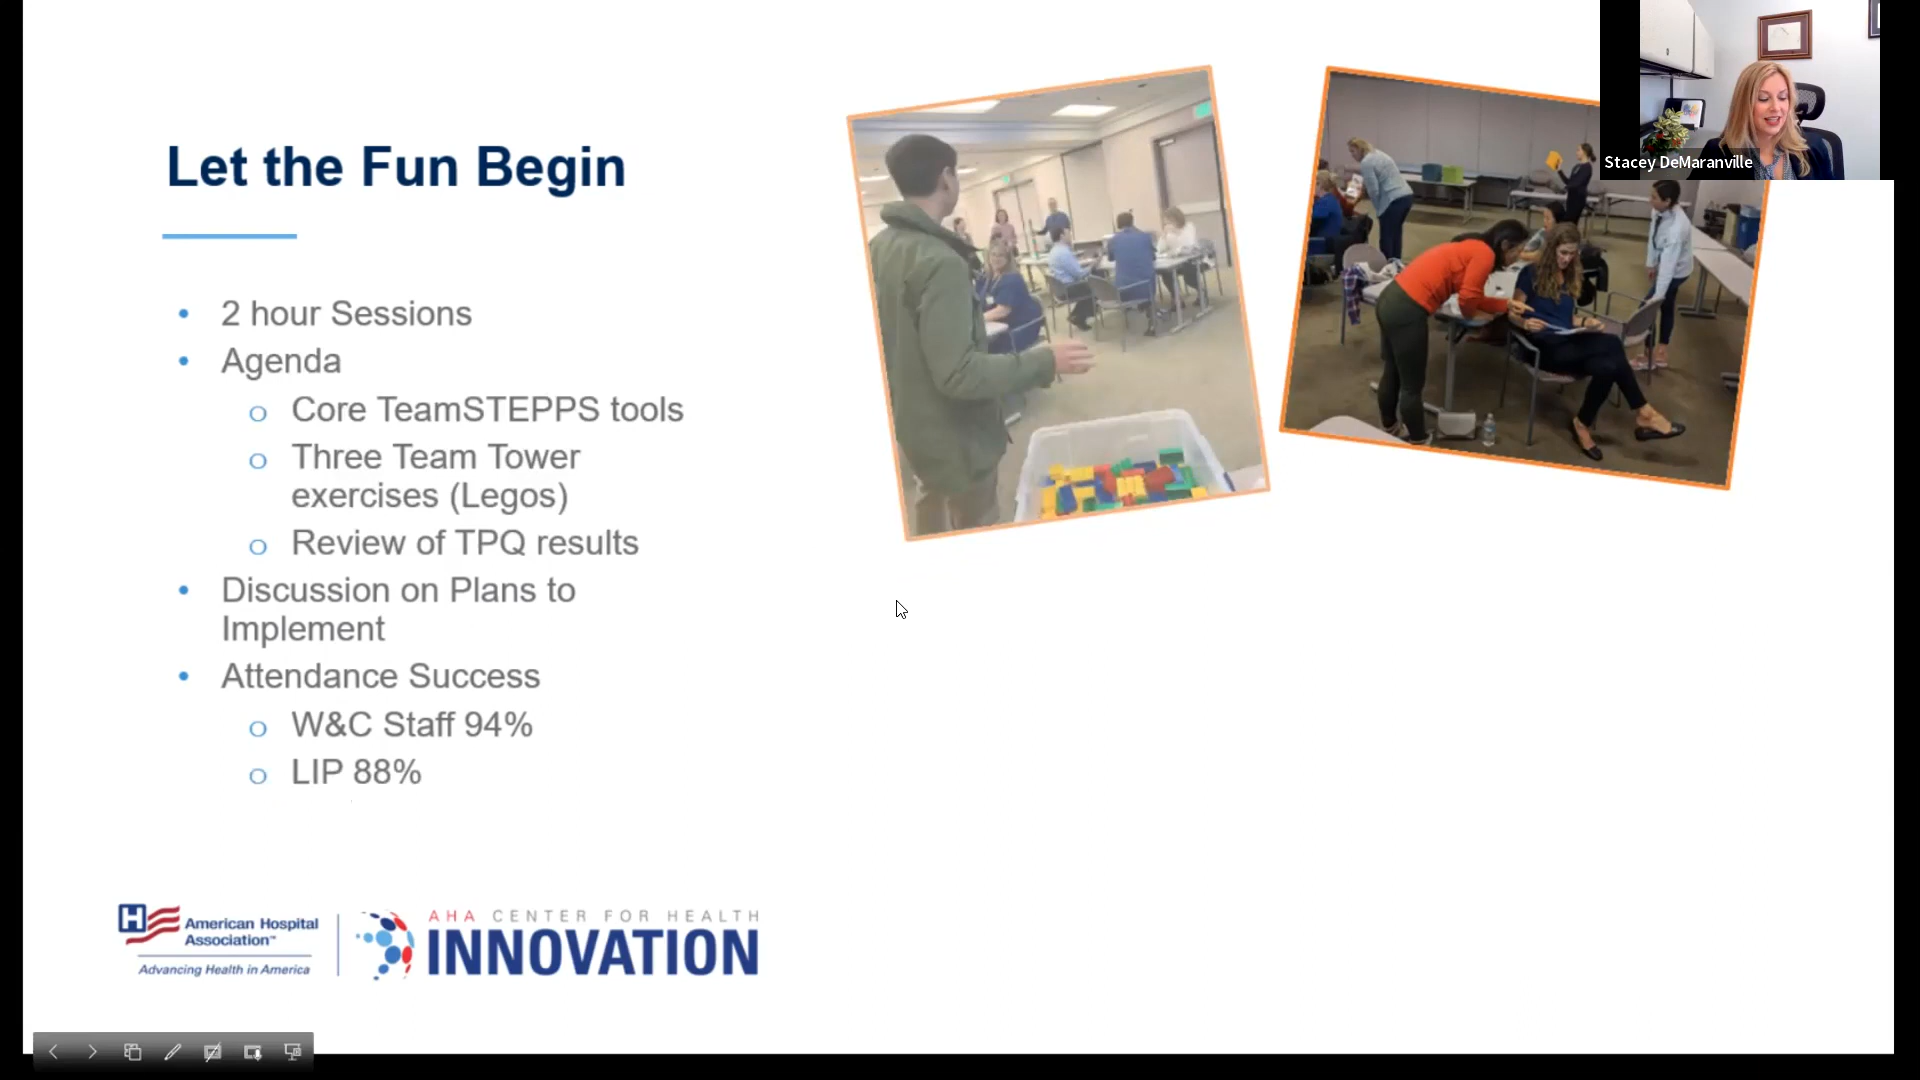 Let the Fun Begin
• 2 hour Sessions
• Agenda
o Core TeamSTEPPS tools
o Three Team Tower
exercises (Legos)
o Review of TPQ results
• Discussion on Plans to
Implement
• Attendance Success
o W&C Staff 94%
o LIP 88%
Stacey DeMaranville
H
American Hospital
Association™
Advancing Health in America
AHA CENTER FOR HEALTH
INNOVATION